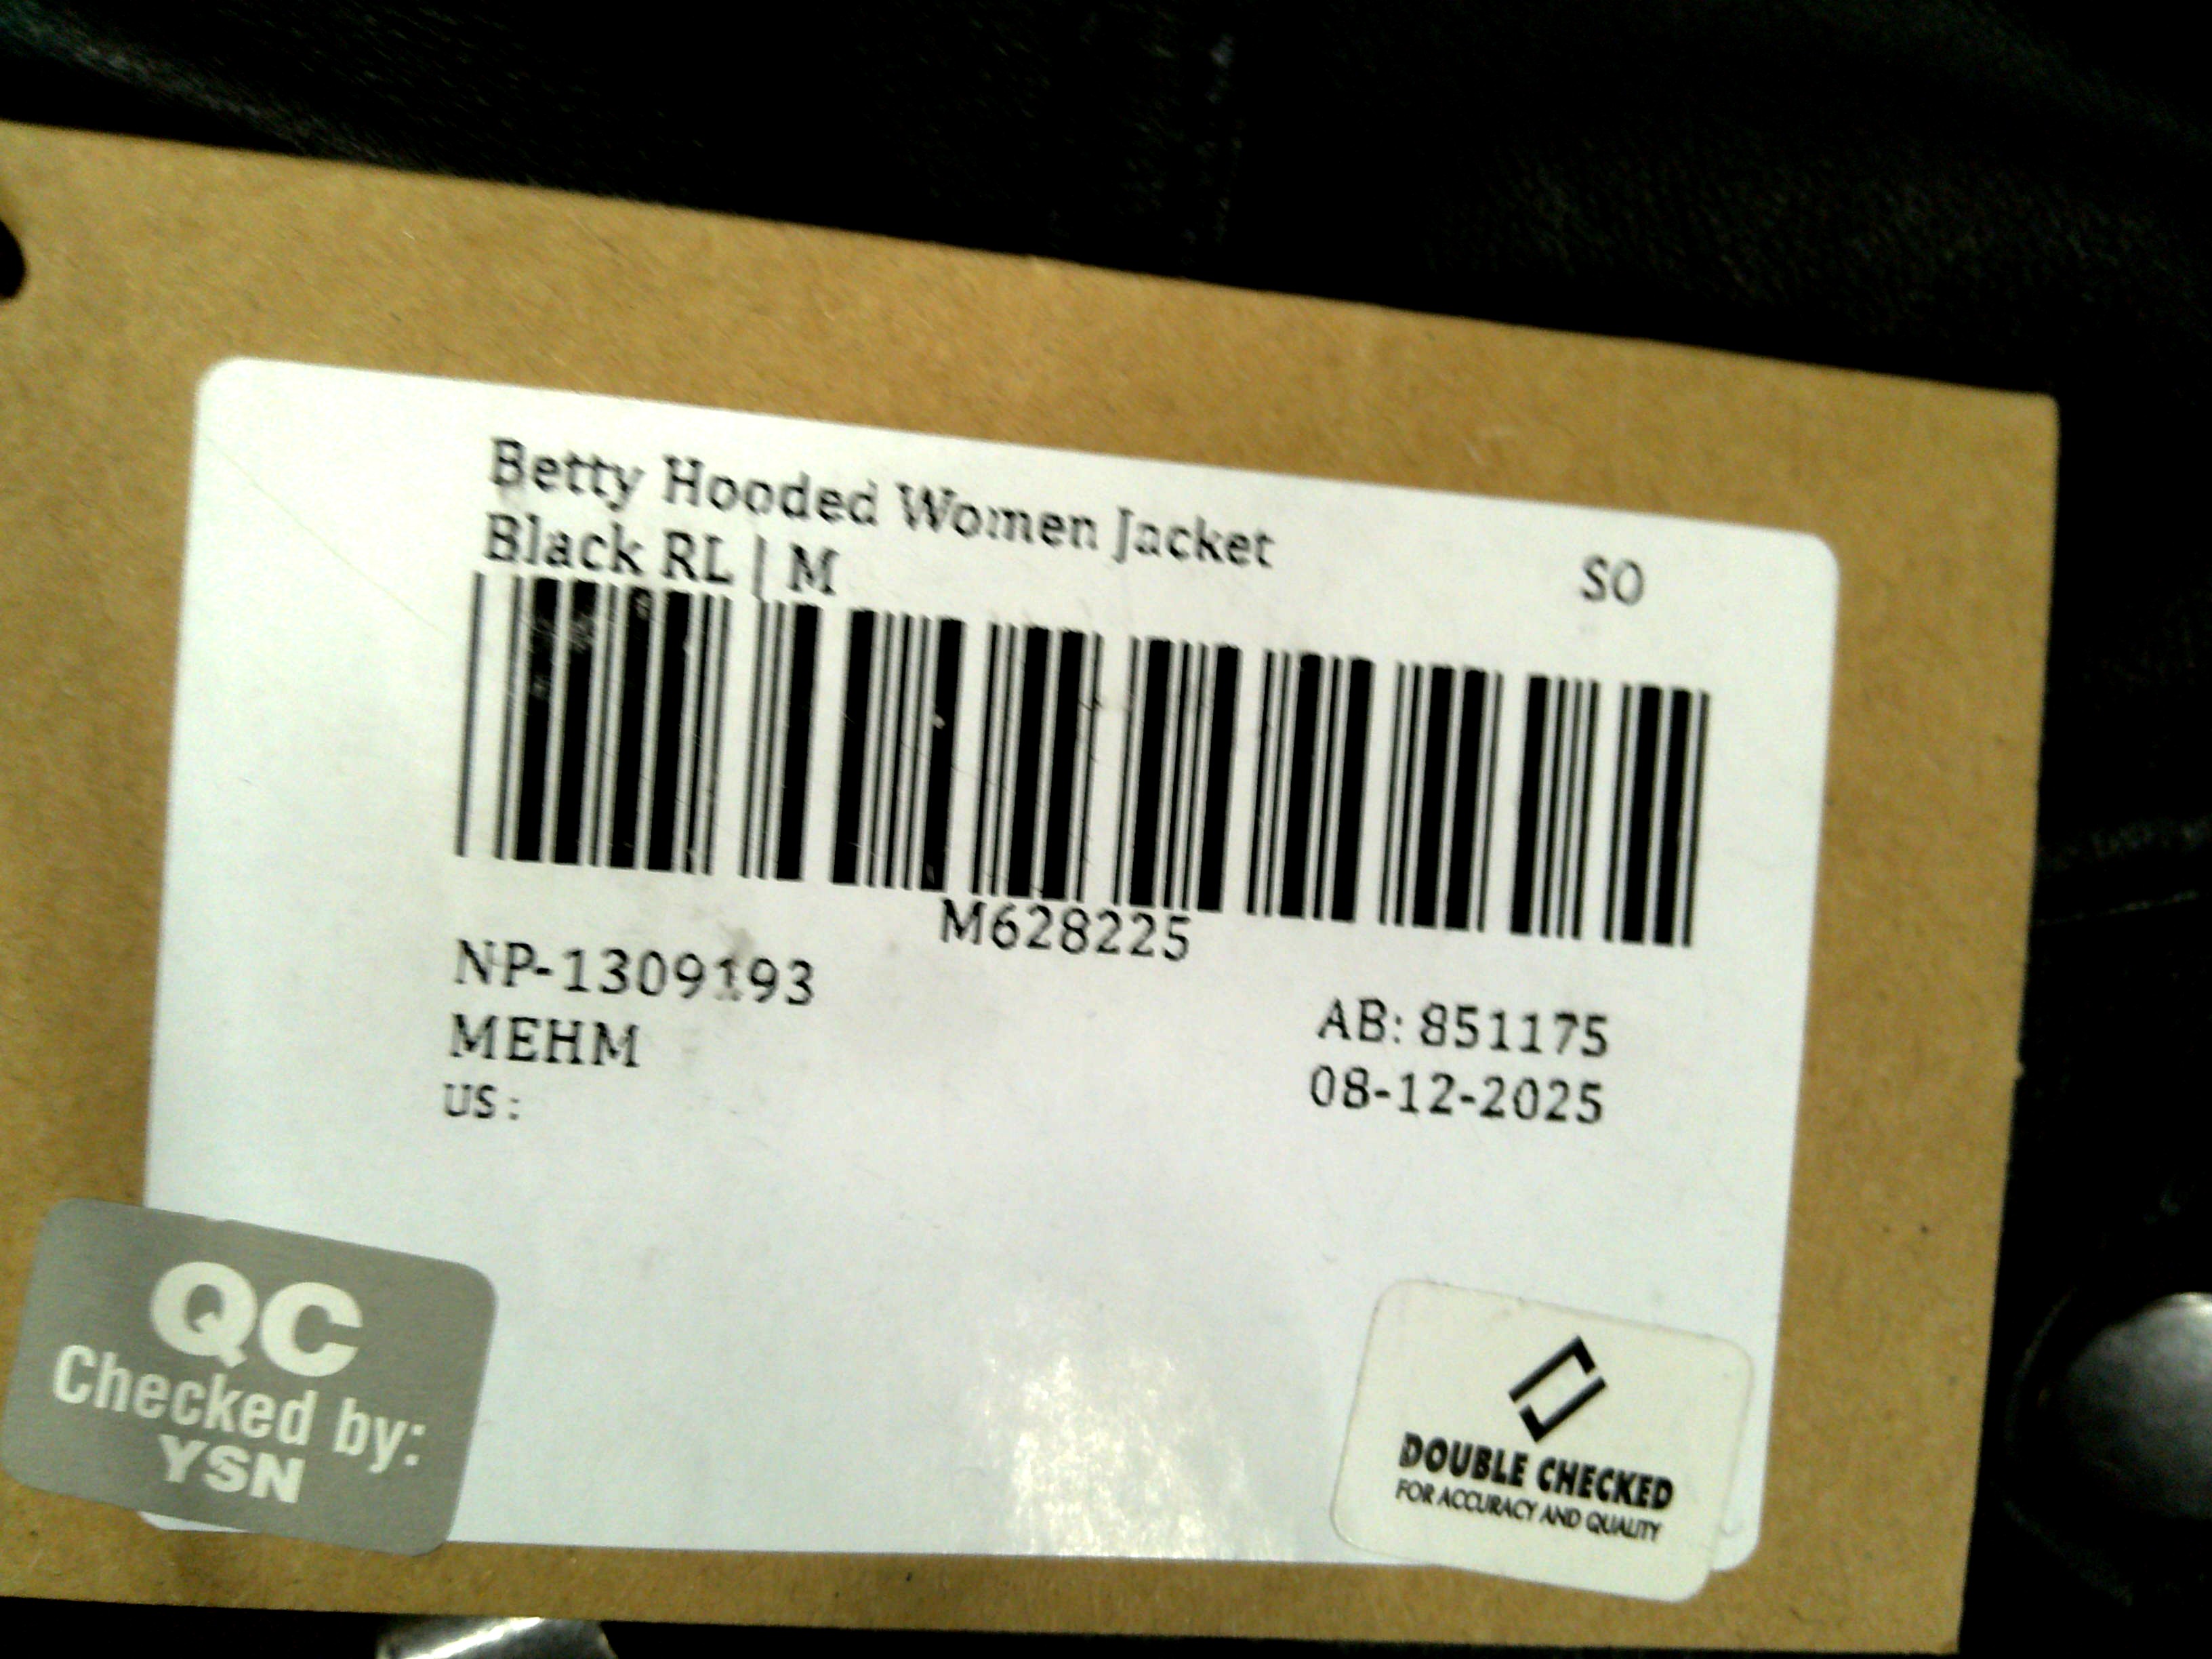 Betty Hooded Women Jacket
Black RL | M
SO
M628225
NP-1309193
MEHM
US :
AB: 851175
08-12-2025
QC
Checked by:
YSN
DOUBLE CHECKED
FOR ACCURACY AND QUALITY